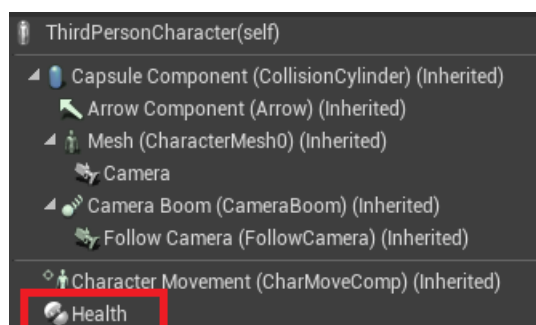 ThirdPersonCharacter(self)
Capsule Component (CollisionCylinder) (Inherited)
Arrow Component (Arrow) (Inherited)
Mesh (CharacterMesh0) (Inherited)
Camera
Camera Boom (CameraBoom) (Inherited)
Follow Camera (FollowCamera) (Inherited)
Character Movement (CharMoveComp) (Inherited)
Health